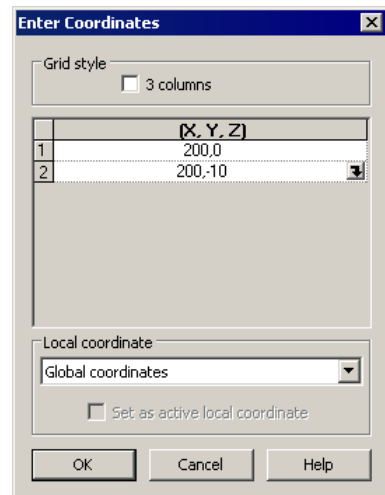 Enter Coordinates
Grid style
3 columns
(X, Y, Z)
1 200,0
2 200,-10
Local coordinate
Global coordinates
Set as active local coordinate
OK Cancel Help